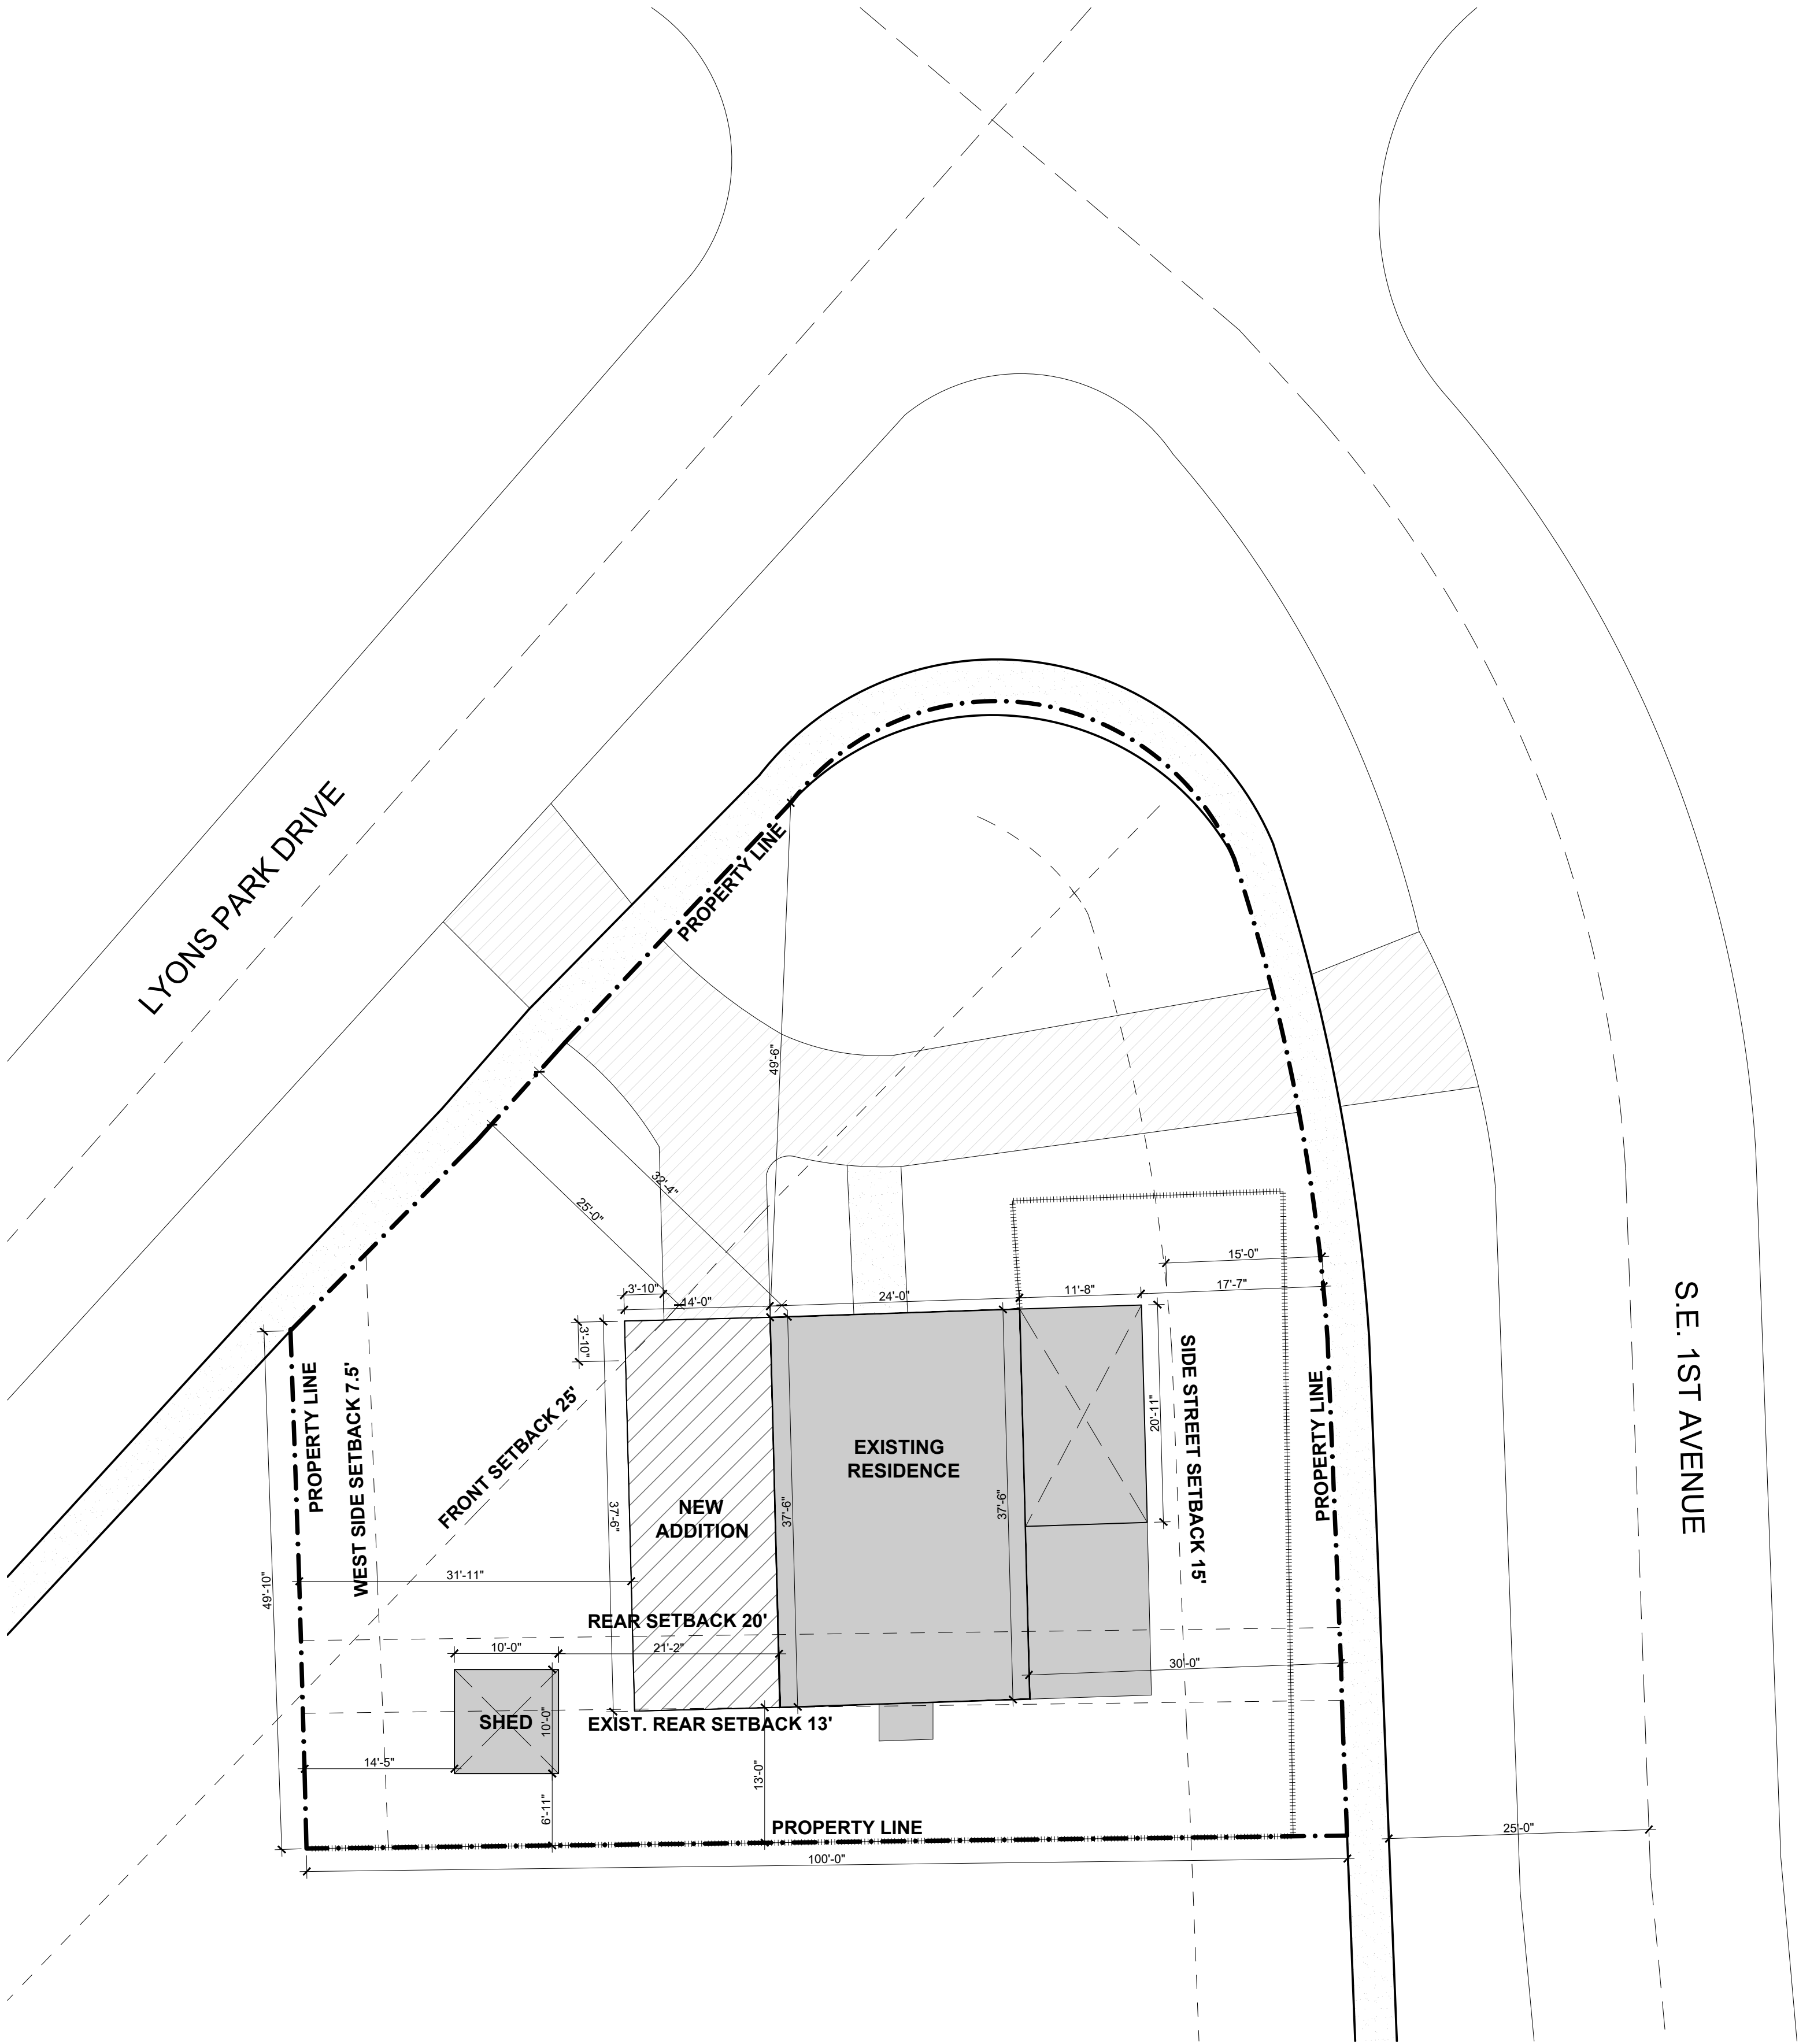 LYONS PARK DRIVE
PROPERTY LINE
49'-6"
32'-4"
25'-0"
15'-0"
3'-10"
14'-0"
24'-0"
11'-8"
17'-7"
3'-10"
S.E. 1ST AVENUE
PROPERTY LINE
WEST SIDE SETBACK 7.5'
FRONT SETBACK 25'
20'-11"
SIDE STREET SETBACK 15'
PROPERTY LINE
EXISTING
RESIDENCE
NEW
ADDITION
37'-6"
37'-6"
37'-6"
49'-10"
31'-11"
REAR SETBACK 20'
10'-0"
21'-2"
30'-0"
SHED
10'-0"
EXIST. REAR SETBACK 13'
14'-5"
13'-0"
6'-11"
PROPERTY LINE
25'-0"
100'-0"